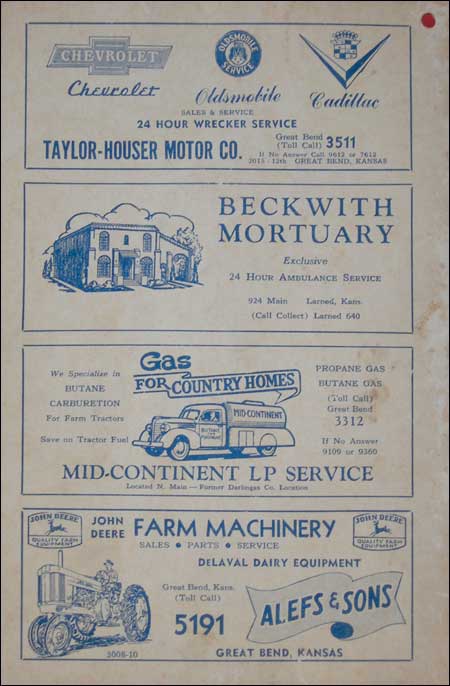 CHEVROLET
OLDSMOBILE SERVICE
Chevrolet
Oldsmobile
Cadillac
SALES & SERVICE
24 HOUR WRECKER SERVICE
TAYLOR-HOUSER MOTOR CO.
Great Bend
(Toll Call) 3511
If No Answer Call 9612 or 7612
2015 - 12th GREAT BEND, KANSAS
BECKWITH
MORTUARY
Exclusive
24 HOUR AMBULANCE SERVICE
924 Main Larned, Kans.
(Call Collect) Larned 640
We Specialize in
BUTANE
CARBURETION
For Farm Tractors
Save on Tractor Fuel
Gas
FOR COUNTRY HOMES
MID-CONTINENT
BUTANE
PROPANE GAS
BUTANE GAS
(Toll Call)
Great Bend
3312
If No Answer
9109 or 9360
MID-CONTINENT LP SERVICE
Located N. Main — Former Darlingas Co. Location
JOHN DEERE
QUALITY FARM
EQUIPMENT
JOHN
DEERE
FARM MACHINERY
SALES • PARTS • SERVICE
JOHN DEERE
QUALITY FARM
EQUIPMENT
DELAVAL DAIRY EQUIPMENT
Great Bend, Kans.
(Toll Call)
5191
ALEFS & SONS
GREAT BEND, KANSAS
3008-10